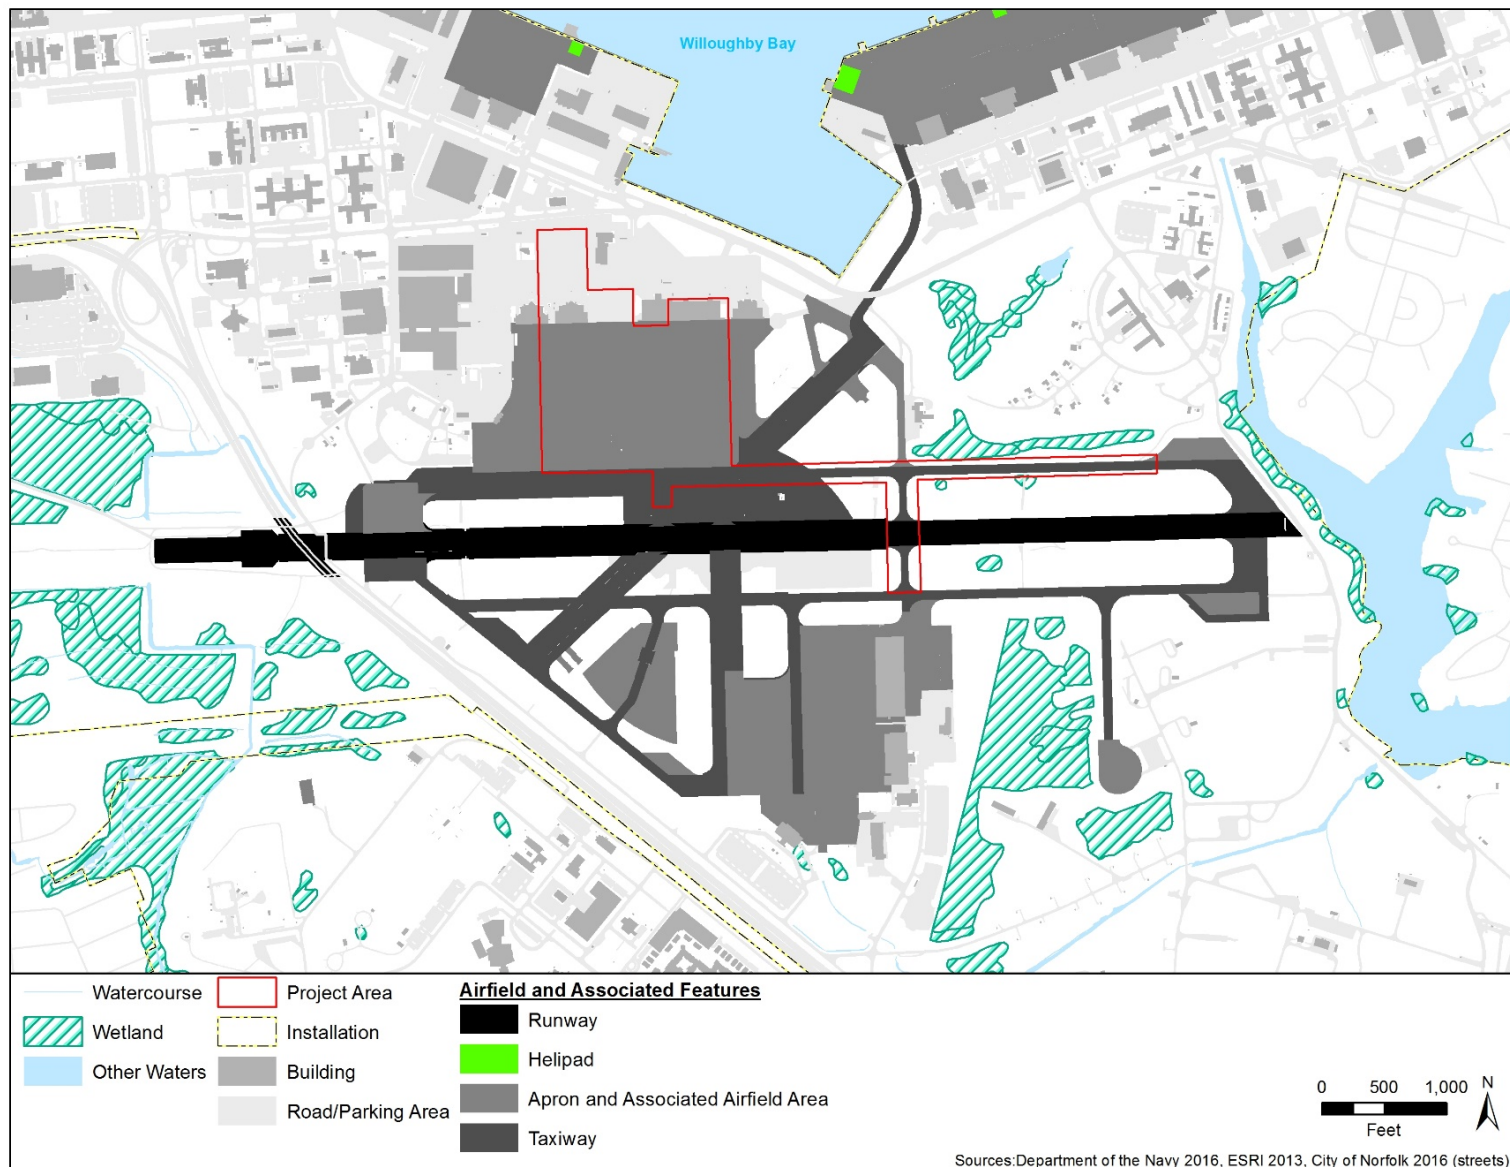 Willoughby Bay
Watercourse
Wetland
Other Waters
Project Area
Installation
Building
Road/Parking Area
Airfield and Associated Features
Runway
Helipad
Apron and Associated Airfield Area
Taxiway
0 500 1,000
Feet
N
Sources:Department of the Navy 2016, ESRI 2013, City of Norfolk 2016 (streets)